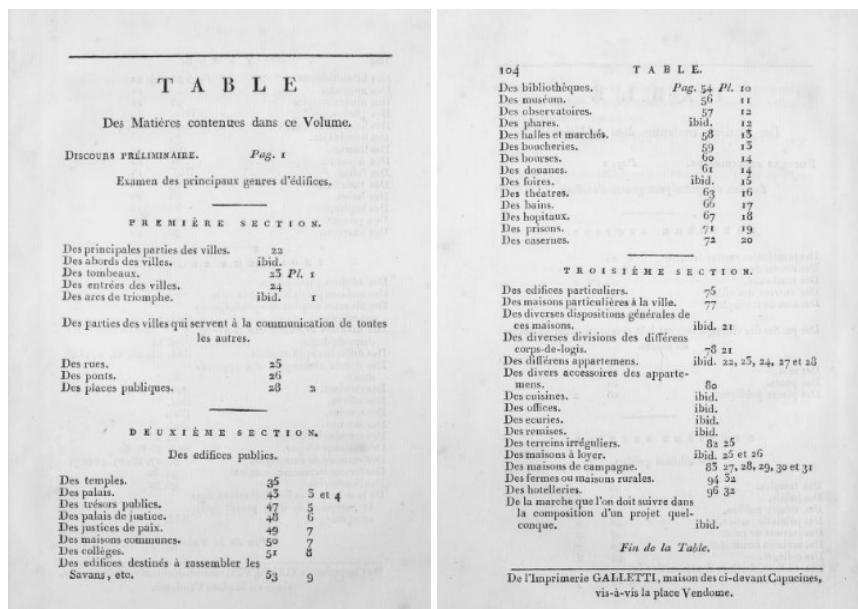 TABLE
Des Matières contenues dans ce Volume.
DISCOURS PRÉLIMINAIRE. Pag. 1
Examen des principaux genres d'édifices.
PREMIÈRE SECTION.
Des principales parties des villes. 22
Des abords des villes. ibid.
Des tombeaux. 23 Pl. 1
Des entrées des villes. 24
Des arcs de triomphe. ibid. 1
Des parties des villes qui servent à la communication de toutes
les autres.
Des rues. 25
Des ponts. 26
Des places publiques. 28 2
DEUXIÈME SECTION.
Des edifices publics.
Des temples. 35
Des palais. 43 3 et 4
Des trésors publics. 47 5
Des palais de justice. 48 6
Des justices de paix. 49 7
Des maisons communes. 50 7
Des collèges. 51 8
Des edifices destinés à rassembler les
Savans, etc. 53 9
104 TABLE.
Des bibliothèques. Pag. 54 Pl. 10
Des muséum. 56 11
Des observatoires. 57 12
Des phares. ibid. 12
Des halles et marchés. 58 13
Des boucheries. 59 13
Des bourses. 60 14
Des douanes. 61 14
Des foires. ibid. 15
Des théatres. 63 16
Des bains. 66 17
Des hopitaux. 67 18
Des prisons. 71 19
Des casernes. 72 20
TROISIÈME SECTION.
Des edifices particuliers. 75
Des maisons particulières à la ville. 77
Des diverses dispositions générales de
ces maisons. ibid. 21
Des diverses divisions des différens
corps-de-logis. 78 21
Des différens appartemens. ibid. 22, 23, 24, 27 et 28
Des divers accessoires des apparte-
mens. 80
Des cuisines. ibid.
Des offices. ibid.
Des ecuries. ibid.
Des remises. ibid.
Des terreins irréguliers. 82 25
Des maisons à loyer. ibid. 25 et 26
Des maisons de campagne. 83 27, 28, 29, 30 et 31
Des fermes ou maisons rurales. 94 32
Des hotelleries. 96 32
De la marche que l'on doit suivre dans
la composition d'un projet quel-
conque. ibid.
Fin de la Table.
De l'Imprimerie GALLETTI, maison des ci-devant Capucines,
vis-à-vis la place Vendome.